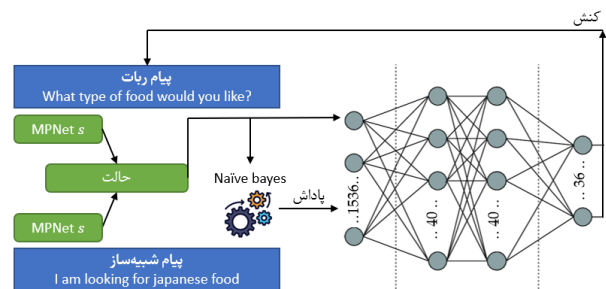 کنش
پیام ربات
What type of food would you like?
MPNet s
حالت
MPNet s
Naïve bayes
پاداش
پیام شبیه‌ساز
I am looking for japanese food
..1536..
.. 40 ..
.. 40 ..
.. 36 ..